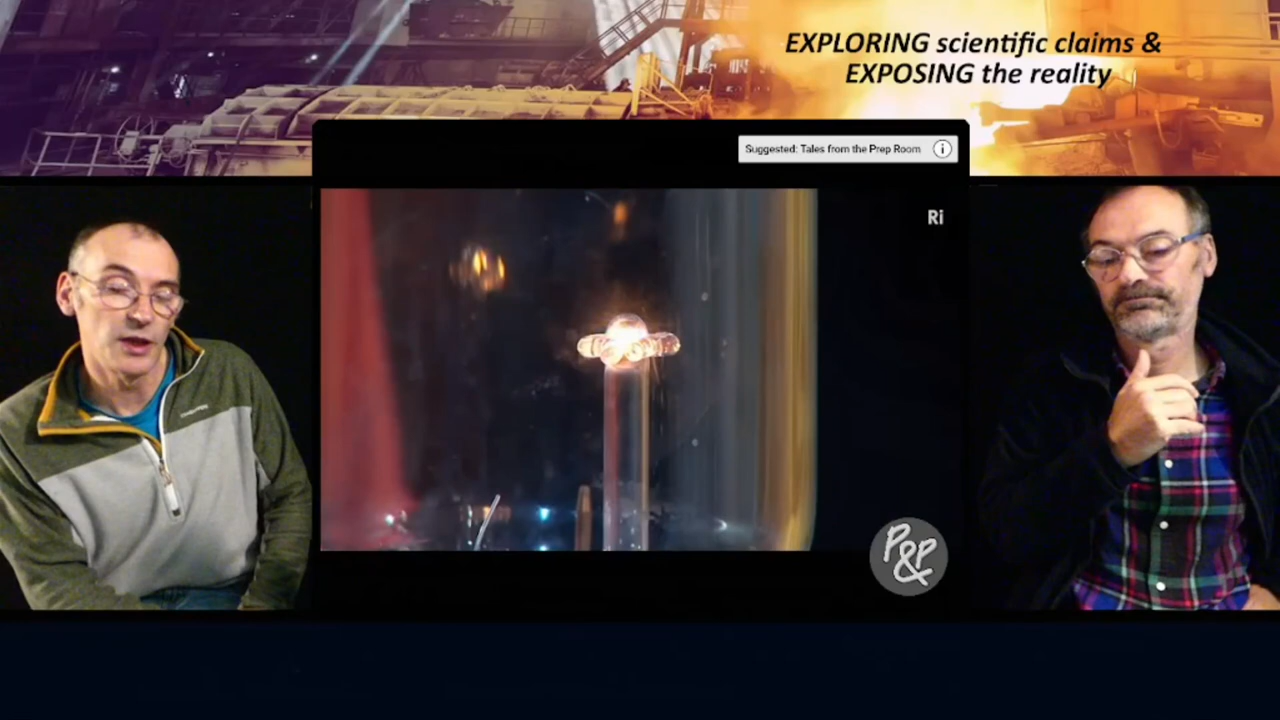 EXPLORING scientific claims &
EXPOSING the reality
Suggested: Tales from the Prep Room
Ri
P&P